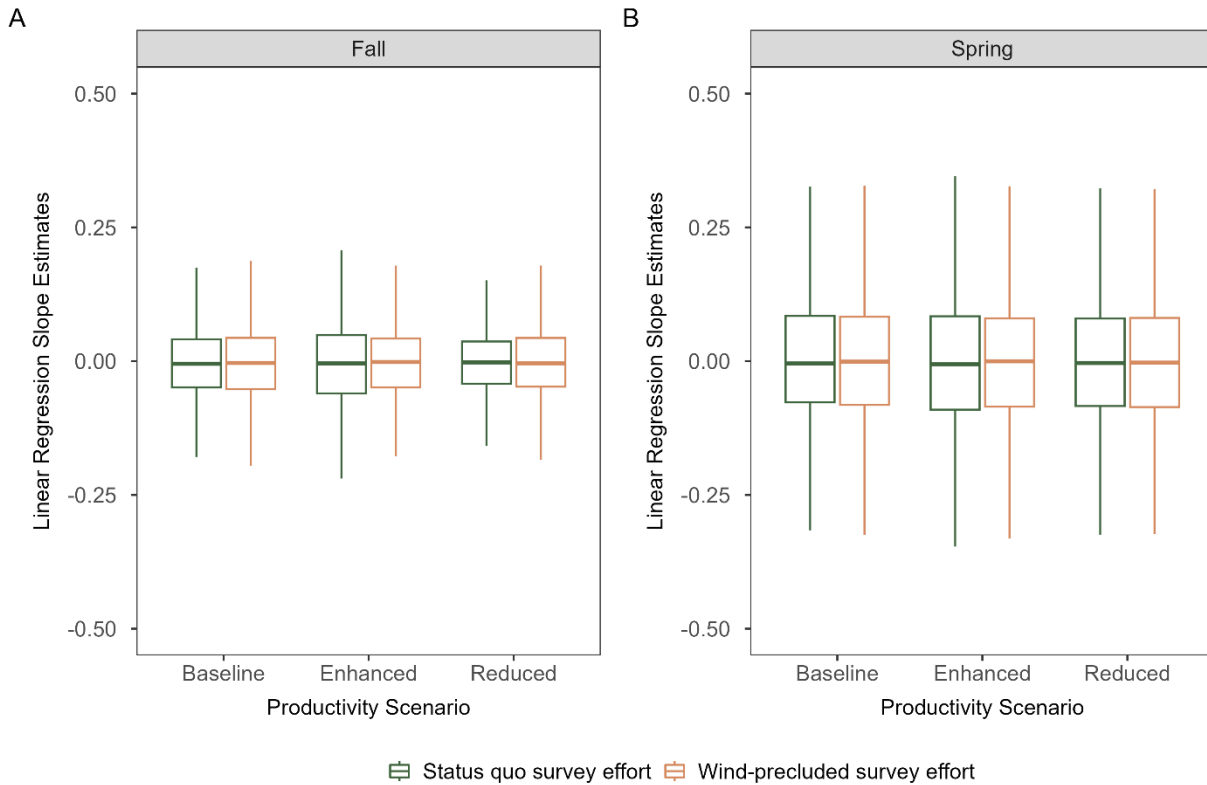 A
Fall
0.50
0.25
0.00
-0.25
-0.50
Linear Regression Slope Estimates
Baseline Enhanced Reduced
Productivity Scenario
B
Spring
0.50
0.25
0.00
-0.25
-0.50
Linear Regression Slope Estimates
Baseline Enhanced Reduced
Productivity Scenario
Status quo survey effort Wind-precluded survey effort